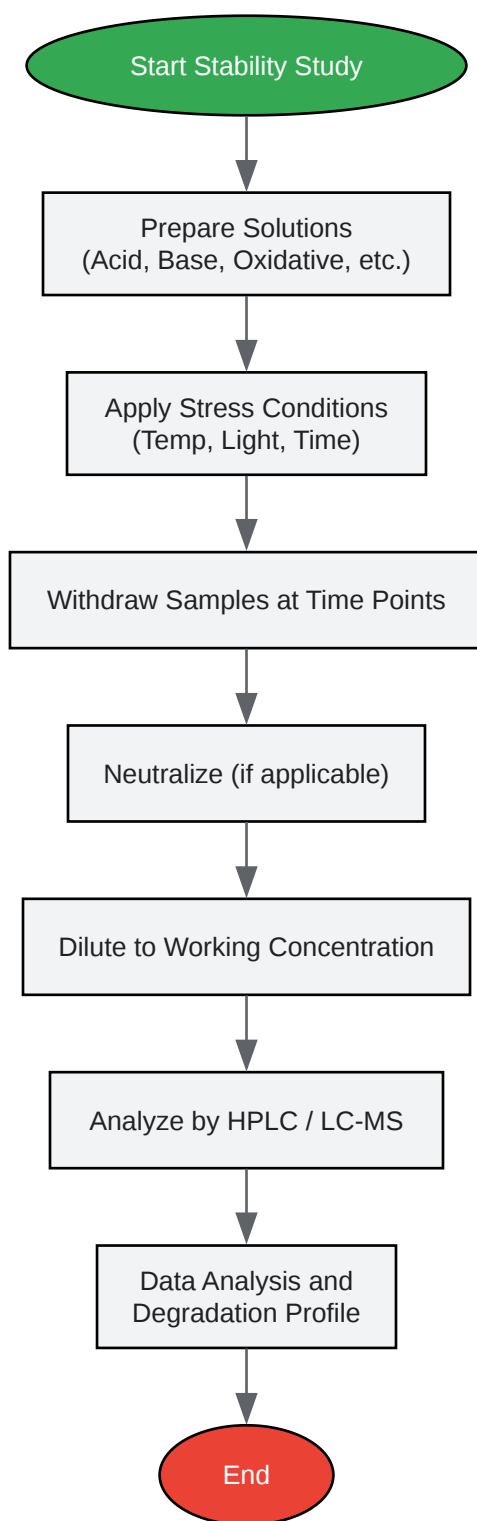 Start Stability Study
Prepare Solutions
(Acid, Base, Oxidative, etc.)
Apply Stress Conditions
(Temp, Light, Time)
Withdraw Samples at Time Points
Neutralize (if applicable)
Dilute to Working Concentration
Analyze by HPLC / LC-MS
Data Analysis and
Degradation Profile
End